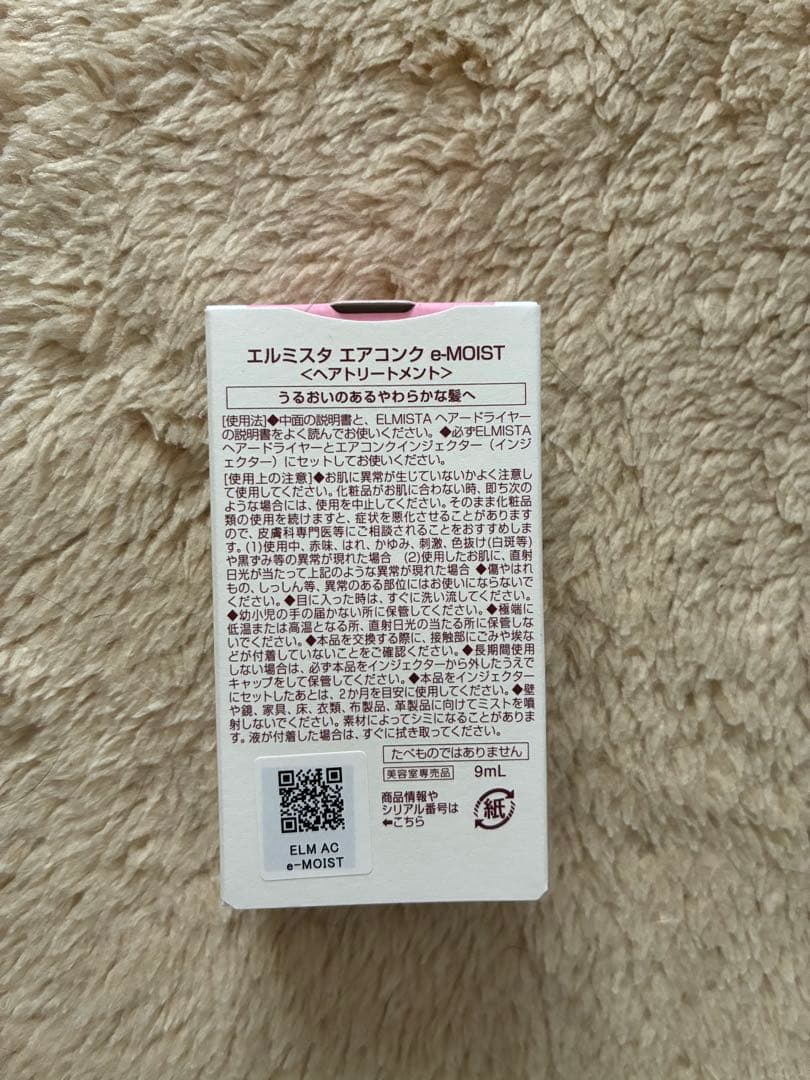 エルミスタ エアコンク e-MOIST
＜ヘアトリートメント＞
うるおいのあるやわらかな髪へ
[使用法]◆中面の説明書と、ELMISTA ヘアードライヤー
の説明書をよく読んでお使いください。◆必ずELMISTA
ヘアードライヤーとエアコンクインジェクター（インジ
ェクター）にセットしてお使いください。
[使用上の注意]◆お肌に異常が生じていないかよく注意し
て使用してください。化粧品がお肌に合わない時、即ち次の
ような場合には、使用を中止してください。そのまま化粧品
類の使用を続けますと、症状を悪化させることがあります
ので、皮膚科専門医等にご相談されることをおすすめしま
す。(1)使用中、赤味、はれ、かゆみ、刺激、色抜け(白斑等)
や黒ずみ等の異常が現れた場合　(2)使用したお肌に、直射
日光が当たって上記のような異常が現れた場合 ◆傷やはれ
もの、しっしん等、異常のある部位にはお使いにならないで
ください。◆目に入った時は、すぐに洗い流してください。
◆幼小児の手の届かない所に保管してください。◆極端に
低温または高温となる所、直射日光の当たる所に保管しな
いでください。◆本品を交換する際に、接触部にごみや埃な
どが付着していないことをご確認ください。◆長期間使用
しない場合は、必ず本品をインジェクターから外したうえで
キャップをして保管してください。◆本品をインジェクター
にセットしたあとは、2か月を目安に使用してください。◆壁
や鏡、家具、床、衣類、布製品、革製品に向けてミストを噴
射しないでください。素材によってシミになることがありま
す。液が付着した場合は、すぐに拭き取ってください。
たべものではありません
美容室専売品 9mL
商品情報や
シリアル番号は
⬅こちら
紙
ELM AC
e-MOIST